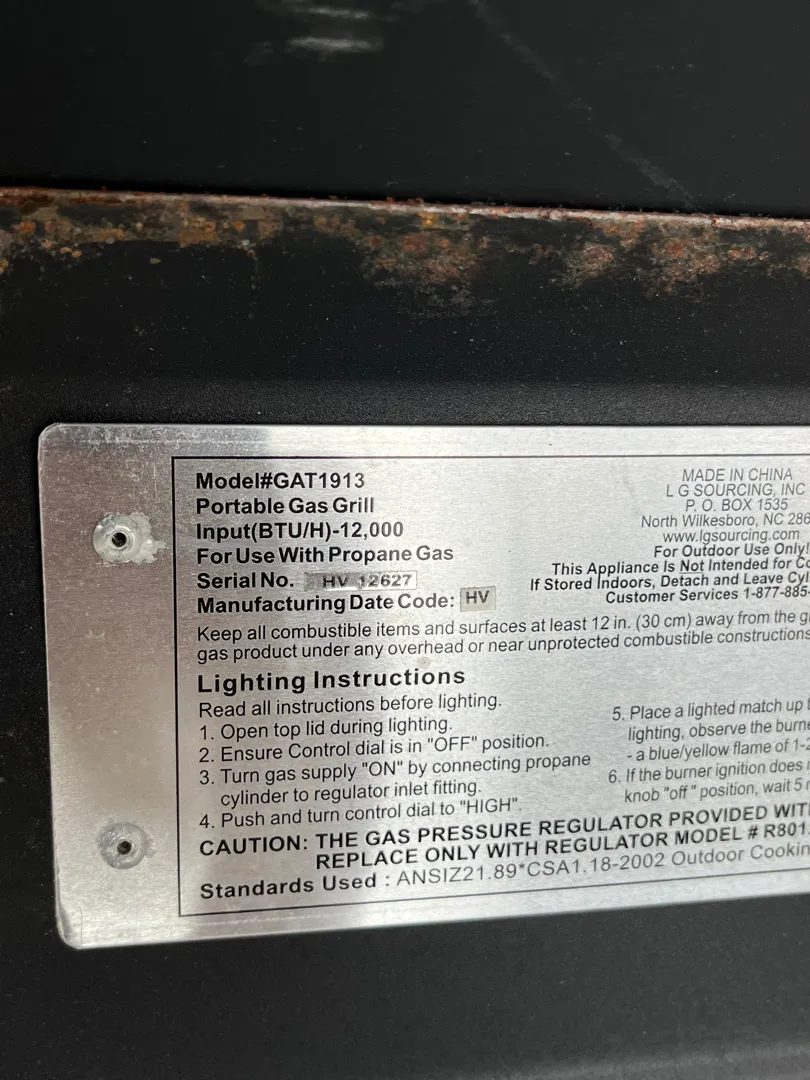 Model#GAT1913
Portable Gas Grill
Input(BTU/H)-12,000
For Use With Propane Gas
Serial No. HV 12627
Manufacturing Date Code: HV
MADE IN CHINA
L G SOURCING, INC
P. O. BOX 1535
North Wilkesboro, NC 286
www.lgsourcing.com
For Outdoor Use Only!
This Appliance Is Not Intended for
If Stored Indoors, Detach and Leave
Customer Services 1-877-885-
Keep all combustible items and surfaces at least 12 in. (30 cm) away from the
gas product under any overhead or near unprotected combustible constructions
Lighting Instructions
Read all instructions before lighting.
1. Open top lid during lighting.
2. Ensure Control dial is in "OFF" position.
3. Turn gas supply "ON" by connecting propane
cylinder to regulator inlet fitting.
4. Push and turn control dial to "HIGH".
5. Place a lighted match up
lighting, observe the
- a blue/yellow flame of 1-
6. If the burner ignition does
knob "off" position, wait 5
CAUTION: THE GAS PRESSURE REGULATOR PROVIDED
REPLACE ONLY WITH REGULATOR MODEL # R801
Standards Used : ANSIZ21.89*CSA1.18-2002 Outdoor